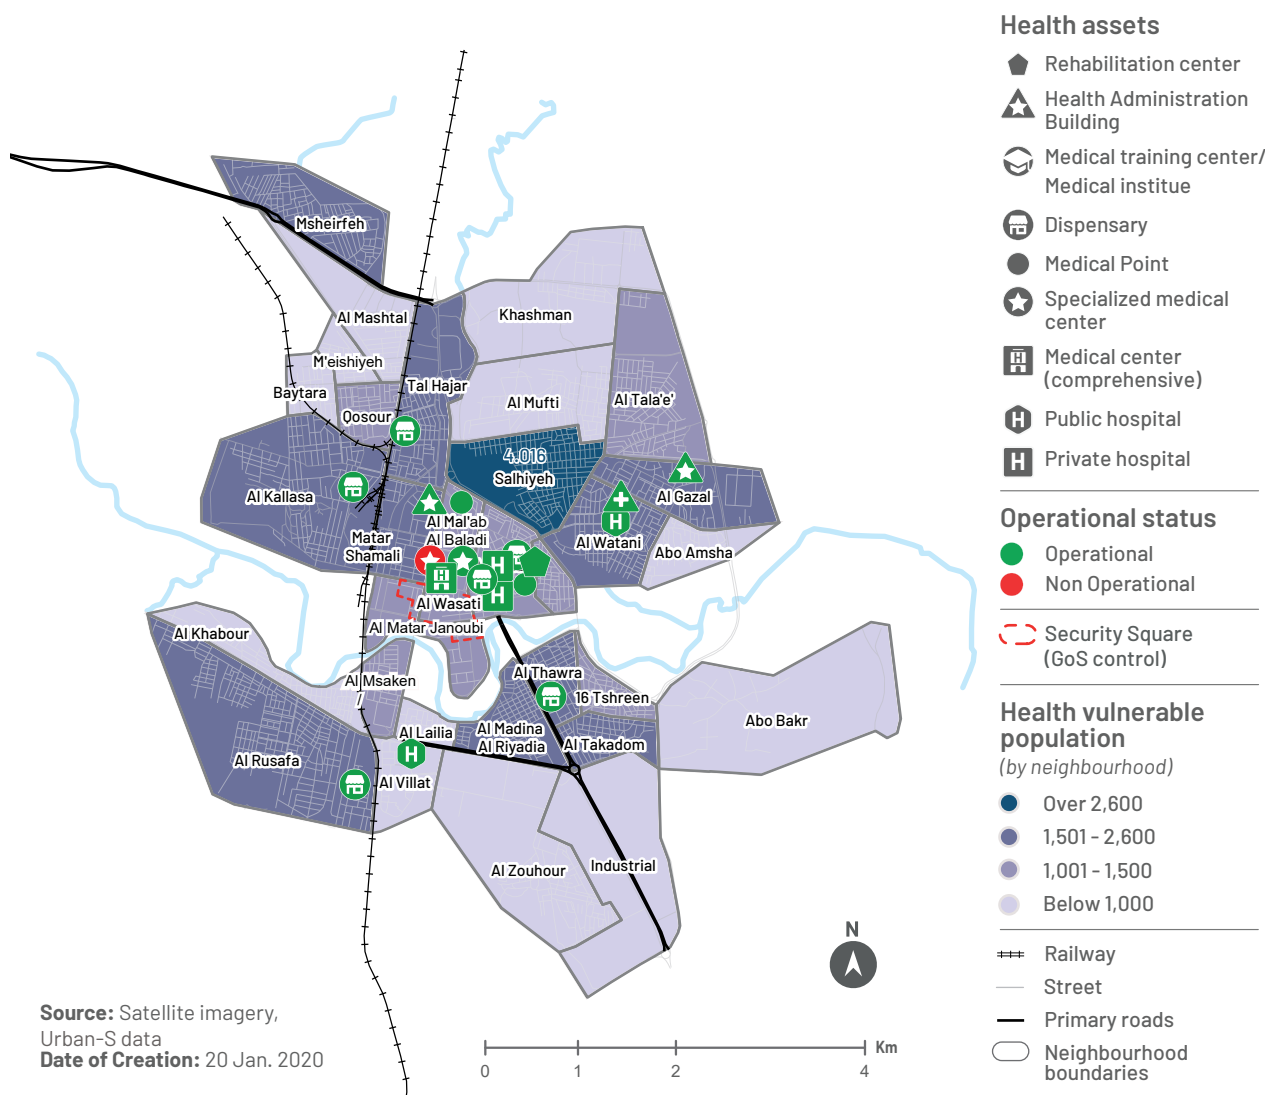 Msheirfeh
Al Mashtal
Khashman
M'eishiyeh
Baytara
Tal Hajar
Qosour
Al Mufti
Al Tala'e'
4.016
Salhiyeh
Al Kallasa
Al Gazal
Al Mal'ab
Al Baladi
Matar
Shamali
Al Watani
Abo Amsha
Al Wasati
Al Matar Janoubi
Al Khabour
Al Msaken
Al Thawra
16 Tshreen
Abo Bakr
Al Lailia
Al Madina
Al Riyadia
Al Takadom
Al Rusafa
Al Villat
Al Zouhour
Industrial
H
H
H
H
N
Source: Satellite imagery,
Urban-S data
Date of Creation: 20 Jan. 2020
Km
0 1 2 4
Health assets
Rehabilitation center
Health Administration
Building
Medical training center/
Medical institue
Dispensary
Medical Point
Specialized medical
center
H
Medical center
(comprehensive)
H
Public hospital
H
Private hospital
Operational status
Operational
Non Operational
Security Square
(GoS control)
Health vulnerable
population
(by neighbourhood)
Over 2,600
1,501 - 2,600
1,001 - 1,500
Below 1,000
Railway
Street
Primary roads
Neighbourhood
boundaries